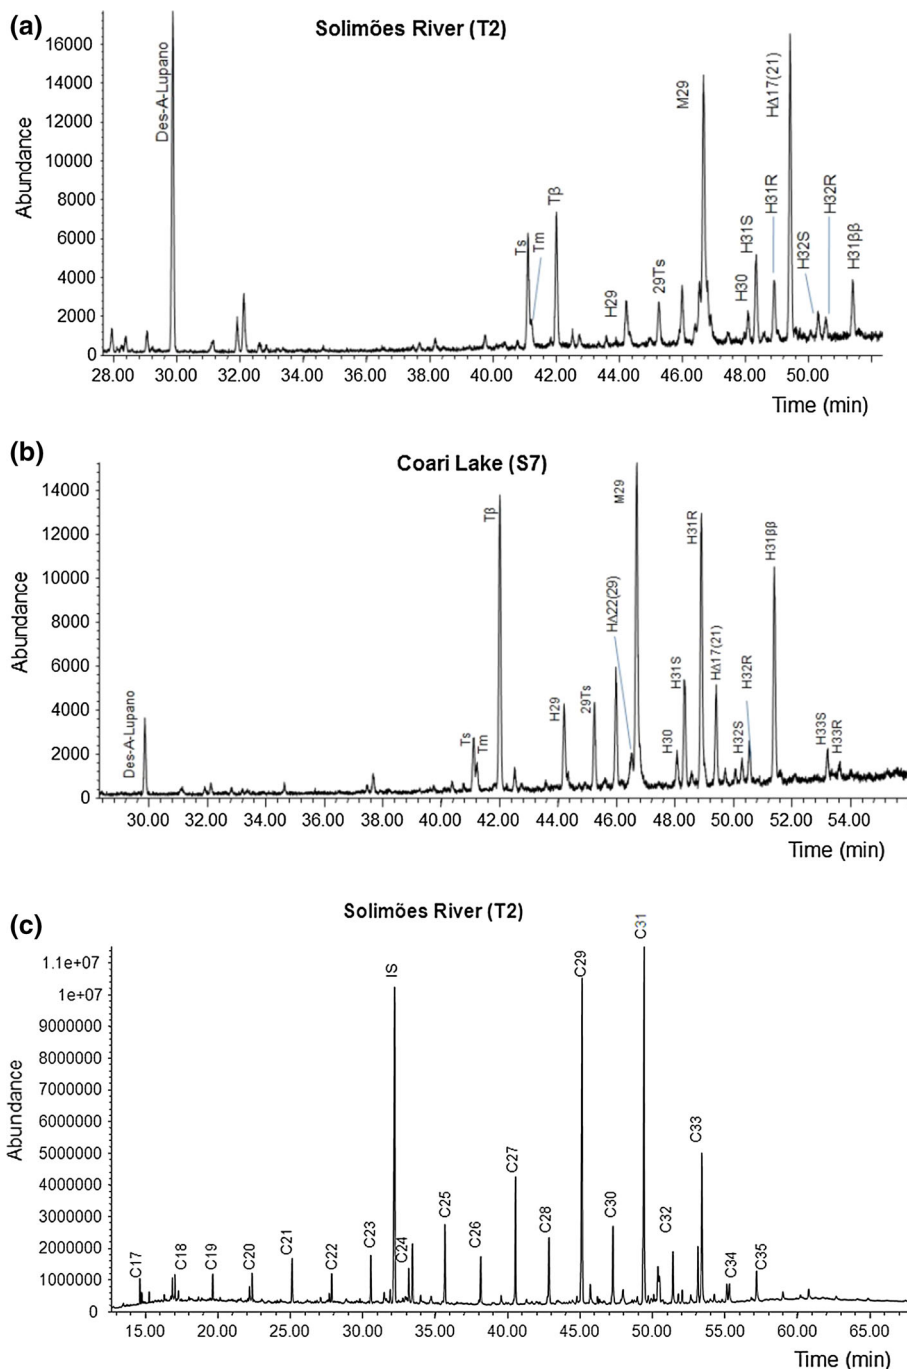 (a)
Solimões River (T2)
Abundance
16000
14000
12000
10000
8000
6000
4000
2000
0
Des-A-Lupano
Ts
Tm
Tβ
H29
29Ts
M29
H30
H31S
H31R
HΔ17(21)
H32S
H32R
H31ββ
28.00 30.00 32.00 34.00 36.00 38.00 40.00 42.00 44.00 46.00 48.00 50.00
Time (min)
(b)
Coari Lake (S7)
Abundance
14000
12000
10000
8000
6000
4000
2000
0
Des-A-Lupano
Ts
Tm
Tβ
H29
29Ts
HΔ22(29)
M29
H30
H31S
H31R
HΔ17(21)
H32S
H32R
H31ββ
H33S
H33R
30.00 32.00 34.00 36.00 38.00 40.00 42.00 44.00 46.00 48.00 50.00 52.00 54.00
Time (min)
(c)
Solimões River (T2)
Abundance
1.1e+07
1e+07
9000000
8000000
7000000
6000000
5000000
4000000
3000000
2000000
1000000
0
C17
C18
C19
C20
C21
C22
C23
IS
C24
C25
C26
C27
C28
C29
C30
C31
C32
C33
C34
C35
15.00 20.00 25.00 30.00 35.00 40.00 45.00 50.00 55.00 60.00 65.00
Time (min)